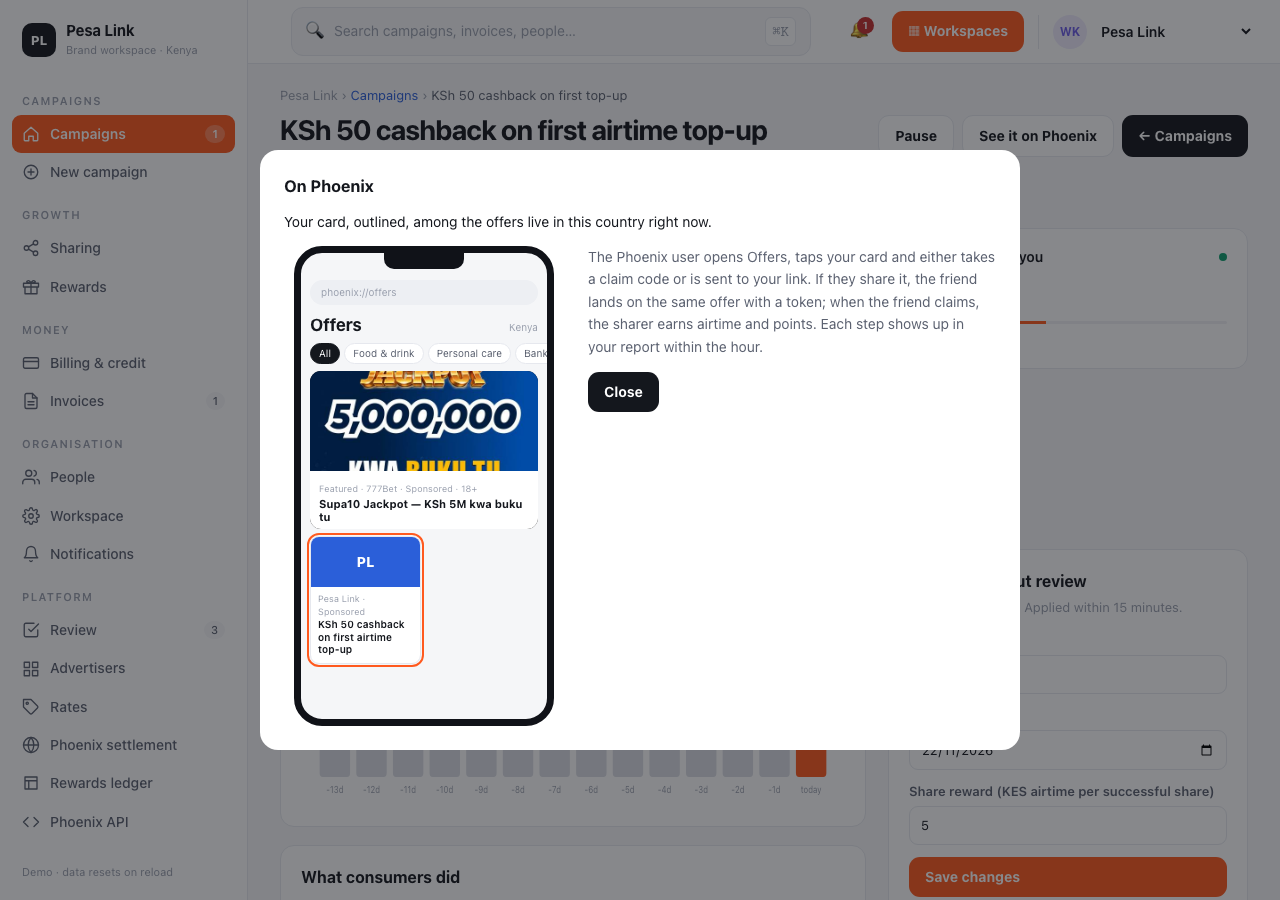 PL
Pesa Link
Brand workspace · Kenya
CAMPAIGNS
Campaigns 1
New campaign
GROWTH
Sharing
Rewards
MONEY
Billing & credit
Invoices 1
ORGANISATION
People
Workspace
Notifications
PLATFORM
Review 3
Advertisers
Rates
Phoenix settlement
Rewards ledger
Phoenix API
Demo · data resets on reload
Search campaigns, invoices, people... ⌘K
1
Workspaces
WK Pesa Link
Pesa Link › Campaigns › KSh 50 cashback on first top-up
KSh 50 cashback on first airtime top-up
Pause
See it on Phoenix
← Campaigns
On Phoenix
Your card, outlined, among the offers live in this country right now.
phoenix://offers
Offers Kenya
All Food & drink Personal care Bank
JACKPOT
5,000,000
KWA BUKU TU
Featured · 777Bet · Sponsored · 18+
Supa10 Jackpot — KSh 5M kwa buku
tu
PL
Pesa Link ·
Sponsored
KSh 50 cashback
on first airtime
top-up
The Phoenix user opens Offers, taps your card and either takes
a claim code or is sent to your link. If they share it, the friend
lands on the same offer with a token; when the friend claims,
the sharer earns airtime and points. Each step shows up in
your report within the hour.
Close
you
review
Applied within 15 minutes.
22/11/2026
Share reward (KES airtime per successful share)
5
Save changes
-13d -12d -11d -10d -9d -8d -7d -6d -5d -4d -3d -2d -1d today
What consumers did